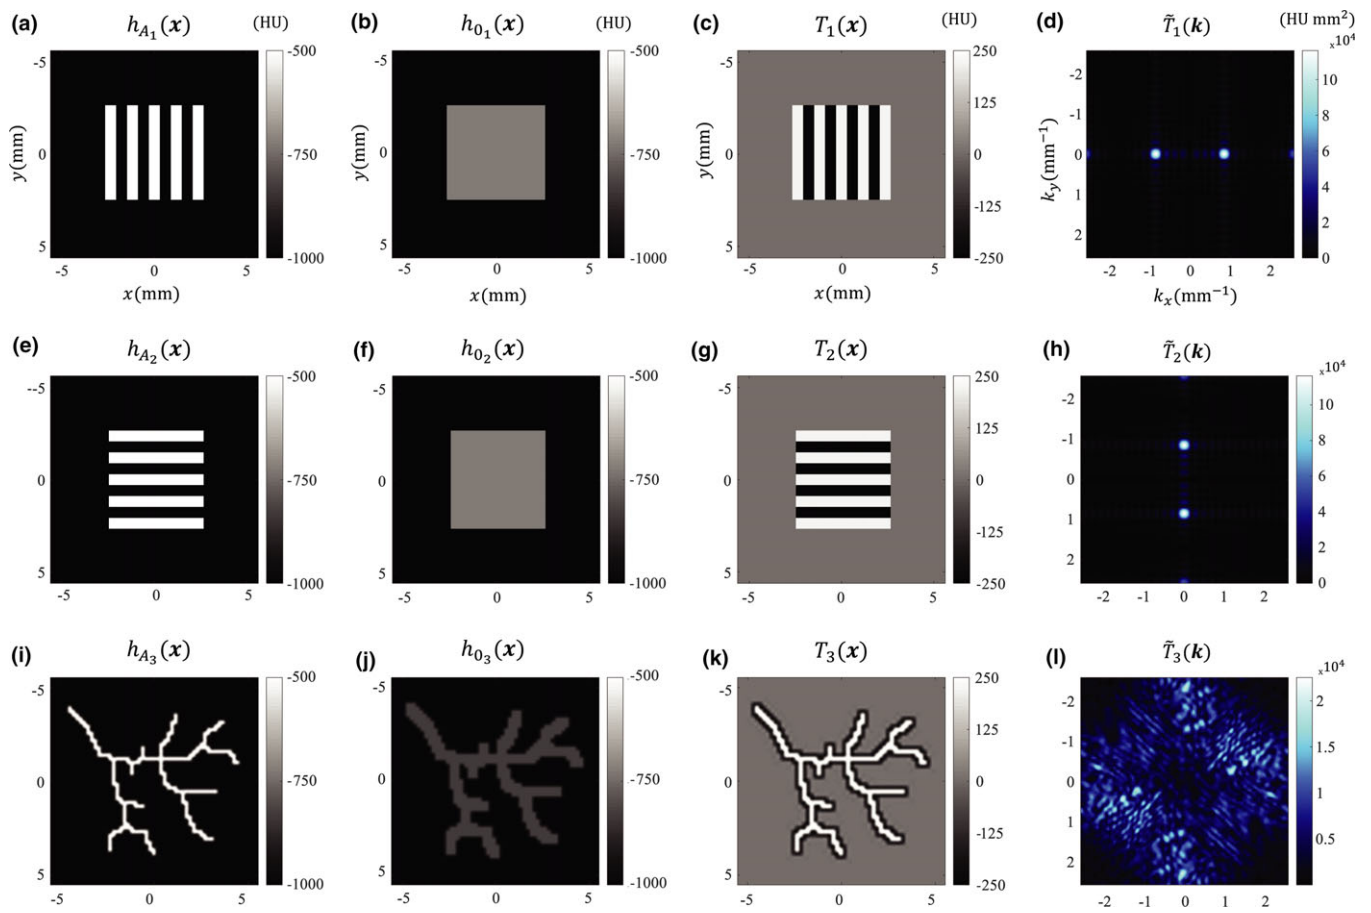 (a) h_{A_1}(x) (HU)
-5
0
5
y(mm)
-5 0 5
x(mm)
-500
-750
-1000
(b) h_{0_1}(x) (HU)
-5
0
5
-5 0 5
x(mm)
-500
-750
-1000
(c) T_1(x) (HU)
-5
0
5
y(mm)
-5 0 5
x(mm)
250
125
0
-125
-250
(d) T̃_1(k) (HU mm²)
x10⁴
-2
-1
0
1
2
k_y(mm⁻¹)
-2 -1 0 1 2
k_x(mm⁻¹)
10
8
6
4
2
0
(e) h_{A_2}(x)
--5
0
5
-5 0 5
-500
-750
-1000
(f) h_{0_2}(x)
-5
0
5
-5 0 5
-500
-750
-1000
(g) T_2(x)
-5
0
5
-5 0 5
250
125
0
-125
-250
(h) T̃_2(k)
x10⁴
-2
-1
0
1
2
-2 -1 0 1 2
10
8
6
4
2
0
(i) h_{A_3}(x)
-5
0
5
-5 0 5
-500
-750
-1000
(j) h_{0_3}(x)
-5
0
5
-5 0 5
-500
-750
-1000
(k) T_3(x)
-5
0
5
-5 0 5
250
125
0
-125
-250
(l) T̃_3(k)
x10⁴
-2
-1
0
1
2
-2 -1 0 1 2
2
1.5
1
0.5